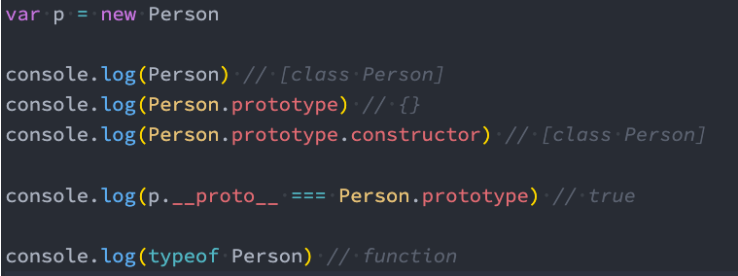 var p = new Person
console.log(Person) // [class Person]
console.log(Person.prototype) // {}
console.log(Person.prototype.constructor) // [class Person]
console.log(p.__proto__ === Person.prototype) // true
console.log(typeof Person) // function